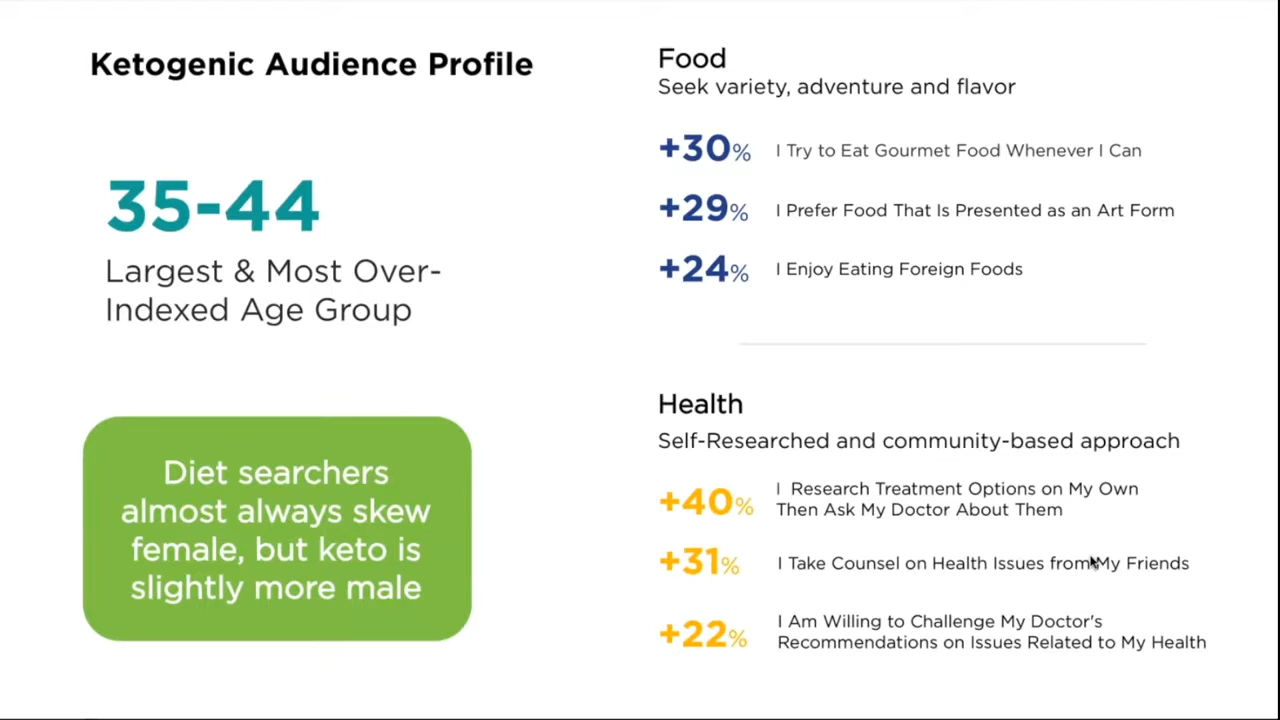 Ketogenic Audience Profile
35-44
Largest & Most Over-
Indexed Age Group
Diet searchers
almost always skew
female, but keto is
slightly more male
Food
Seek variety, adventure and flavor
+30% I Try to Eat Gourmet Food Whenever I Can
+29% I Prefer Food That Is Presented as an Art Form
+24% I Enjoy Eating Foreign Foods
Health
Self-Researched and community-based approach
+40% I Research Treatment Options on My Own
Then Ask My Doctor About Them
+31% I Take Counsel on Health Issues from My Friends
+22% I Am Willing to Challenge My Doctor's
Recommendations on Issues Related to My Health